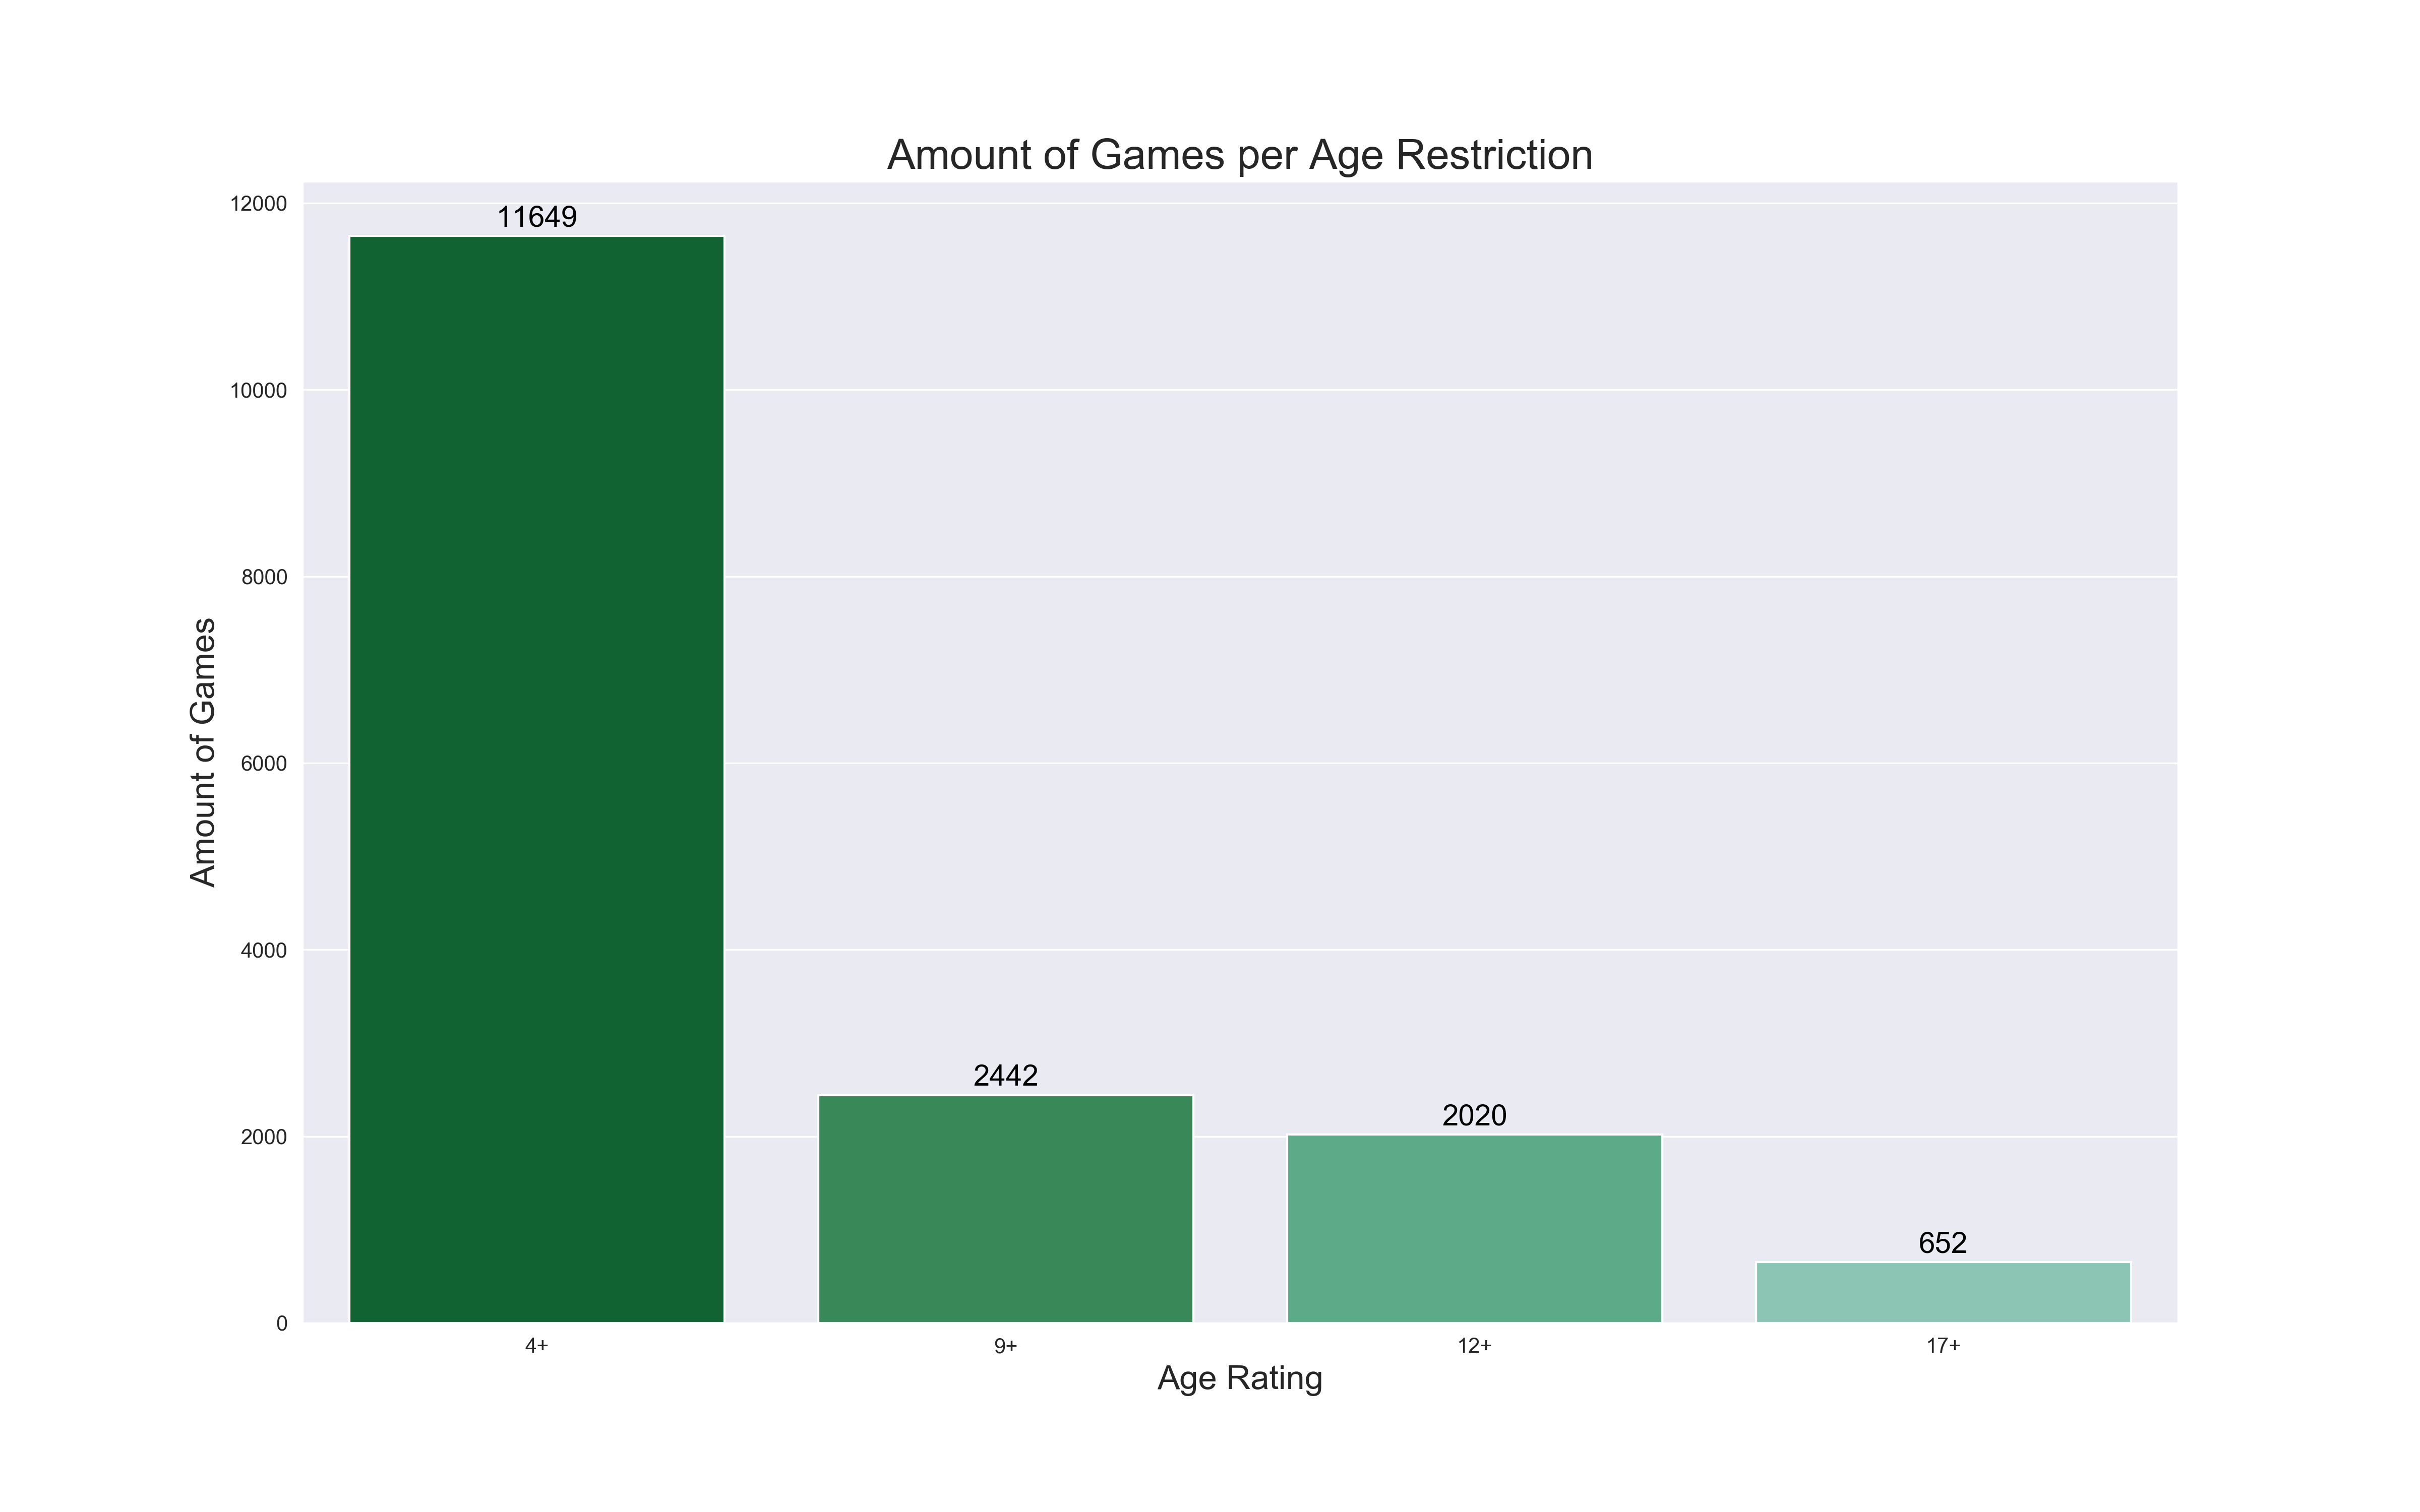 Amount of Games per Age Restriction
12000
11649
10000
8000
6000
4000
2442
2020
2000
652
0
Amount of Games
4+ 9+ 12+ 17+
Age Rating